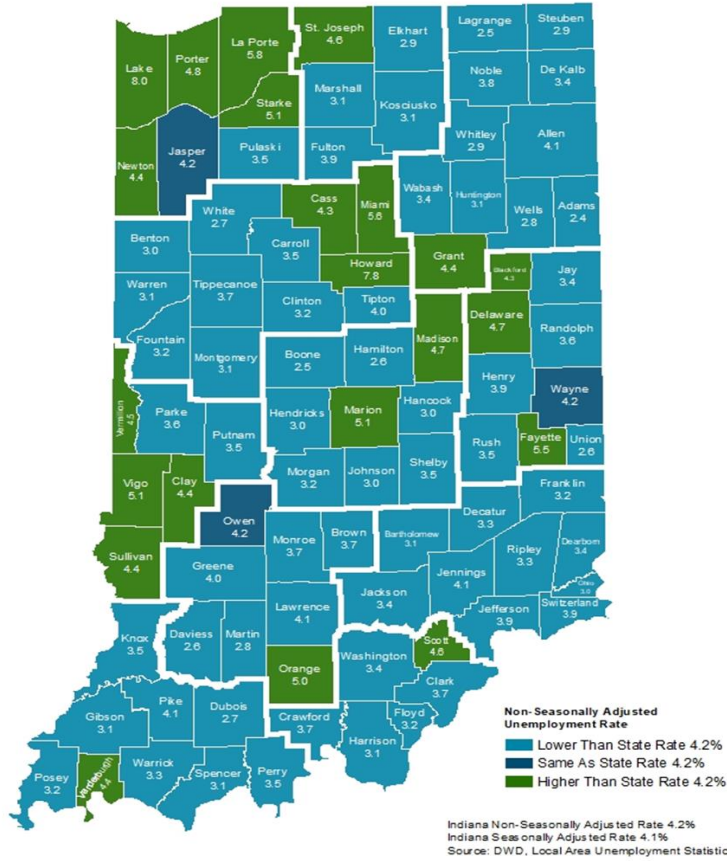 St. Joseph
4.6
Elkhart
2.9
Lagrange
2.5
Steuben
2.9
La Porte
5.8
Porter
4.8
Lake
8.0
Noble
3.8
De Kalb
3.4
Marshall
3.1
Kosciusko
3.1
Starke
5.1
Jasper
4.2
Newton
4.4
Pulaski
3.5
Fulton
3.9
Whitley
2.9
Allen
4.1
Wabash
3.4
Huntington
3.1
Wells
2.8
Adams
2.4
White
2.7
Cass
4.3
Miami
5.6
Benton
3.0
Carroll
3.5
Howard
7.8
Grant
4.4
Blackford
4.3
Jay
3.4
Warren
3.1
Tippecanoe
3.7
Clinton
3.2
Tipton
4.0
Madison
4.7
Delaware
4.7
Randolph
3.6
Fountain
3.2
Montgomery
3.1
Boone
2.5
Hamilton
2.6
Henry
3.9
Wayne
4.2
Vermillion
4.5
Parke
3.6
Putnam
3.5
Hendricks
3.0
Marion
5.1
Hancock
3.0
Rush
3.5
Fayette
5.5
Union
2.6
Vigo
5.1
Clay
4.4
Morgan
3.2
Johnson
3.0
Shelby
3.5
Franklin
3.2
Owen
4.2
Decatur
3.3
Sullivan
4.4
Greene
4.0
Monroe
3.7
Brown
3.7
Bartholomew
3.1
Ripley
3.3
Dearborn
3.4
Jennings
4.1
Ohio
3.0
Jackson
3.4
Jefferson
3.9
Switzerland
3.9
Lawrence
4.1
Knox
3.5
Daviess
2.6
Martin
2.8
Orange
5.0
Washington
3.4
Scott
4.6
Clark
3.7
Gibson
3.1
Pike
4.1
Dubois
2.7
Crawford
3.7
Floyd
3.2
Harrison
3.1
Posey
3.2
Vanderbough
4.4
Warrick
3.3
Spencer
3.1
Perry
3.5
Non-Seasonally Adjusted
Unemployment Rate
Lower Than State Rate 4.2%
Same As State Rate 4.2%
Higher Than State Rate 4.2%
Indiana Non-Seasonally Adjusted Rate 4.2%
Indiana Seasonally Adjusted Rate 4.1%
Source: DWD, Local Area Unemployment Statistic